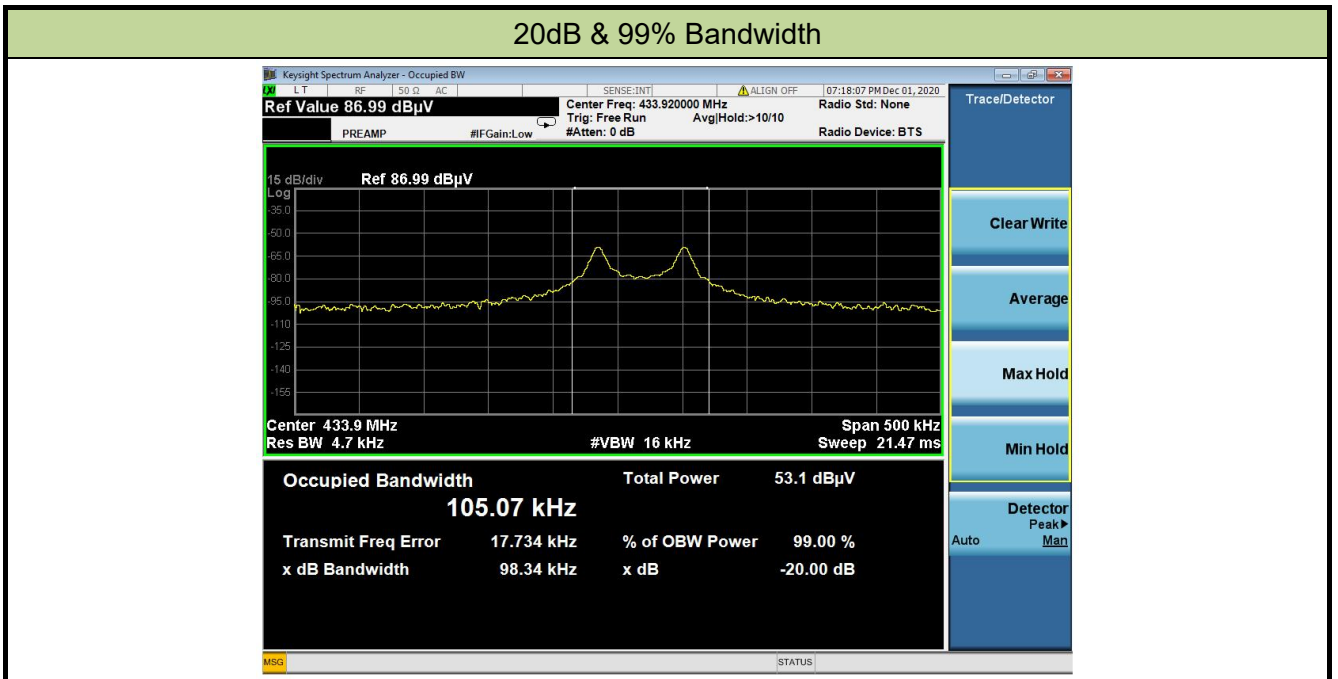 20dB & 99% Bandwidth
Keysight Spectrum Analyzer - Occupied BW
LXI L T RF 50 Ω AC SENSE:INT ALIGN OFF 07:18:07 PM Dec 01, 2020
Ref Value 86.99 dBµV Center Freq: 433.920000 MHz Radio Std: None
Trig: Free Run Avg|Hold:>10/10
PREAMP #IFGain:Low #Atten: 0 dB Radio Device: BTS
Trace/Detector
15 dB/div Ref 86.99 dBµV
Log
-35.0
-50.0
-65.0
-80.0
-95.0
-110
-125
-140
-155
Center 433.9 MHz Span 500 kHz
Res BW 4.7 kHz #VBW 16 kHz Sweep 21.47 ms
Occupied Bandwidth Total Power 53.1 dBµV
105.07 kHz
Transmit Freq Error 17.734 kHz % of OBW Power 99.00 %
x dB Bandwidth 98.34 kHz x dB -20.00 dB
Clear Write
Average
Max Hold
Min Hold
Detector
Peak▶
Auto Man
MSG STATUS